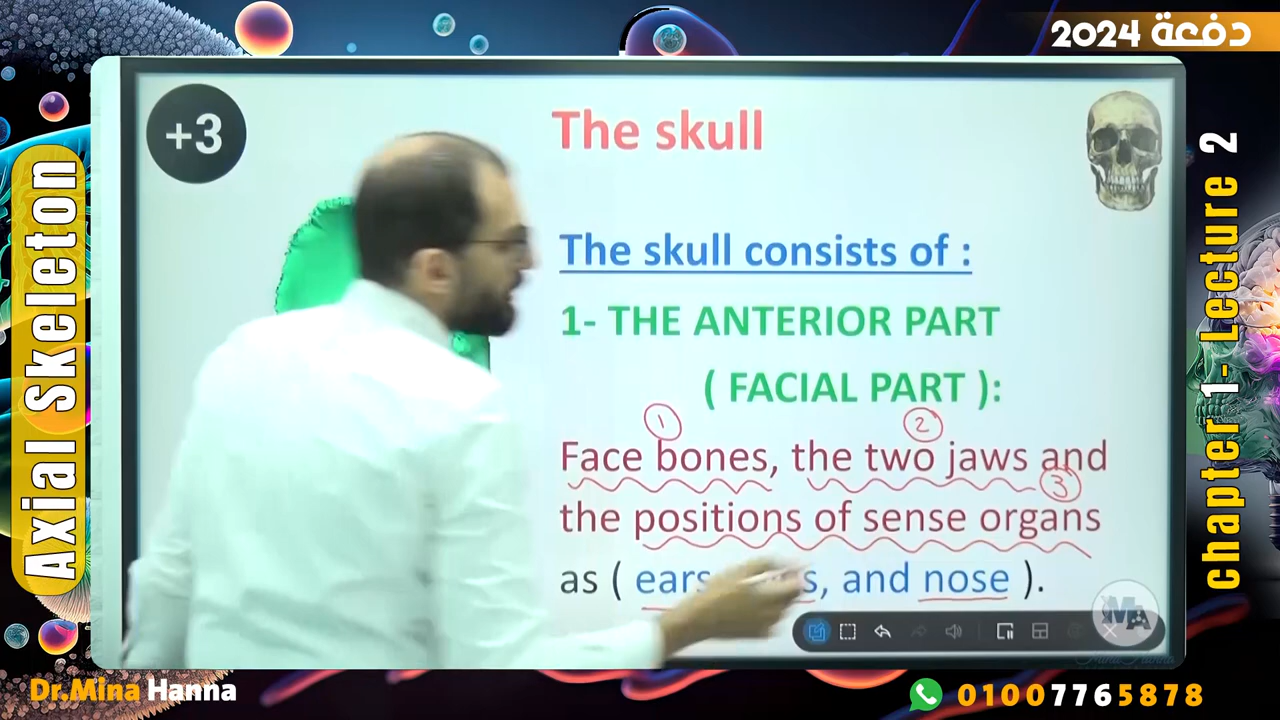 دفعة 2024
+3
The skull
Axial Skeleton
chapter 1- Lecture 2
The skull consists of :
1- THE ANTERIOR PART
( FACIAL PART ):
1 2
Face bones, the two jaws and
3
the positions of sense organs
as ( ears , and nose ).
MA
Dr.Mina Hanna
01007765878